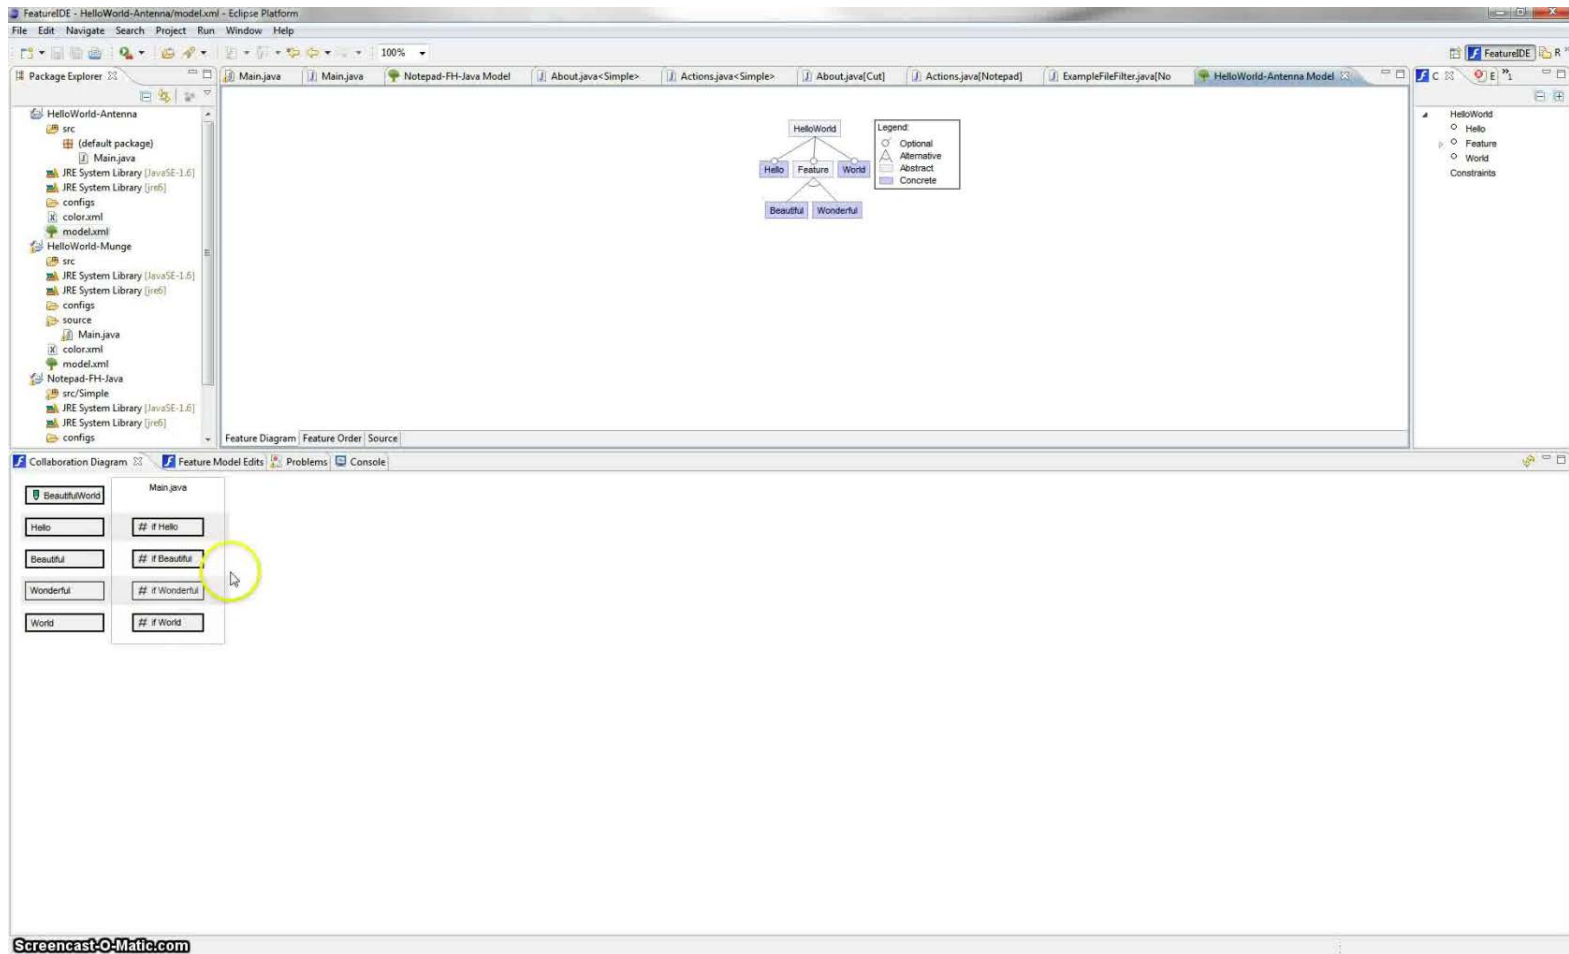 FeatureIDE - HelloWorld-Antenna/model.xml - Eclipse Platform
File Edit Navigate Search Project Run Window Help
100%
FeatureIDE
R
Package Explorer
Main.java
Main.java
Notepad-FH-Java Model
About.java<Simple>
Actions.java<Simple>
About.java[Cut]
Actions.java[Notepad]
ExampleFileFilter.java[No
HelloWorld-Antenna Model
C
E
HelloWorld-Antenna
src
(default package)
Main.java
JRE System Library [JavaSE-1.6]
JRE System Library [jre6]
configs
color.xml
model.xml
HelloWorld-Munge
src
JRE System Library [JavaSE-1.6]
JRE System Library [jre6]
configs
source
Main.java
color.xml
model.xml
Notepad-FH-Java
src/Simple
JRE System Library [JavaSE-1.6]
JRE System Library [jre6]
configs
HelloWorld
Hello
Feature
World
Beautiful
Wonderful
Legend:
Optional
Alternative
Abstract
Concrete
HelloWorld
Hello
Feature
World
Constraints
Feature Diagram Feature Order Source
Collaboration Diagram
Feature Model Edits
Problems
Console
BeautifulWorld
Main.java
Hello
# if Hello
Beautiful
# if Beautiful
Wonderful
# if Wonderful
World
# if World
Screencast-O-Matic.com